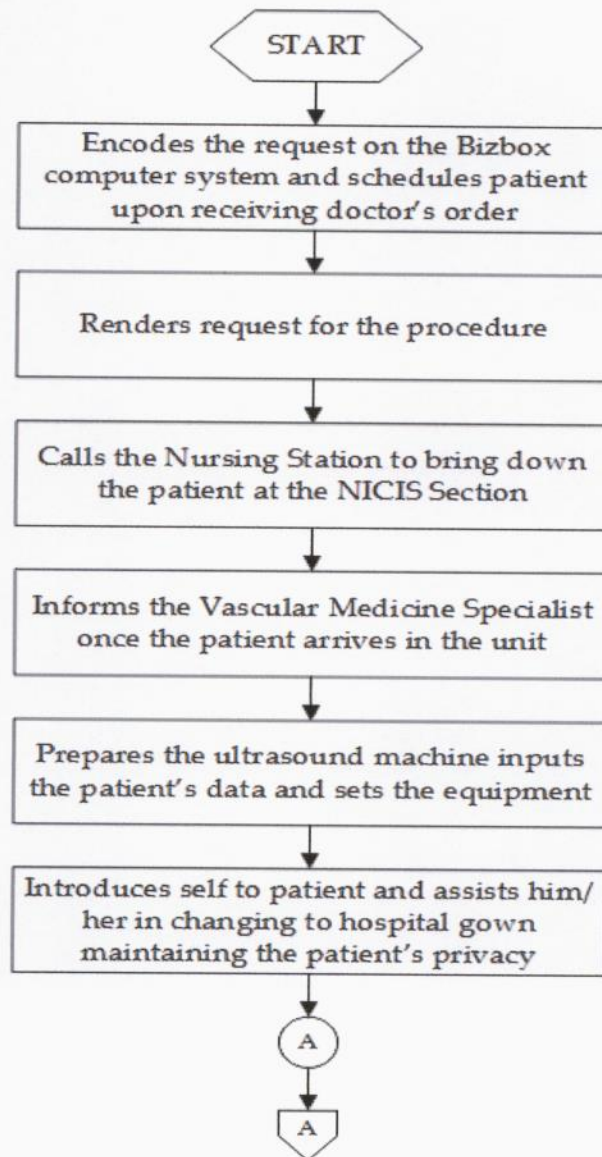 START
Encodes the request on the Bizbox
computer system and schedules patient
upon receiving doctor's order
Renders request for the procedure
Calls the Nursing Station to bring down
the patient at the NICIS Section
Informs the Vascular Medicine Specialist
once the patient arrives in the unit
Prepares the ultrasound machine inputs
the patient's data and sets the equipment
Introduces self to patient and assists him/
her in changing to hospital gown
maintaining the patient's privacy
A
A